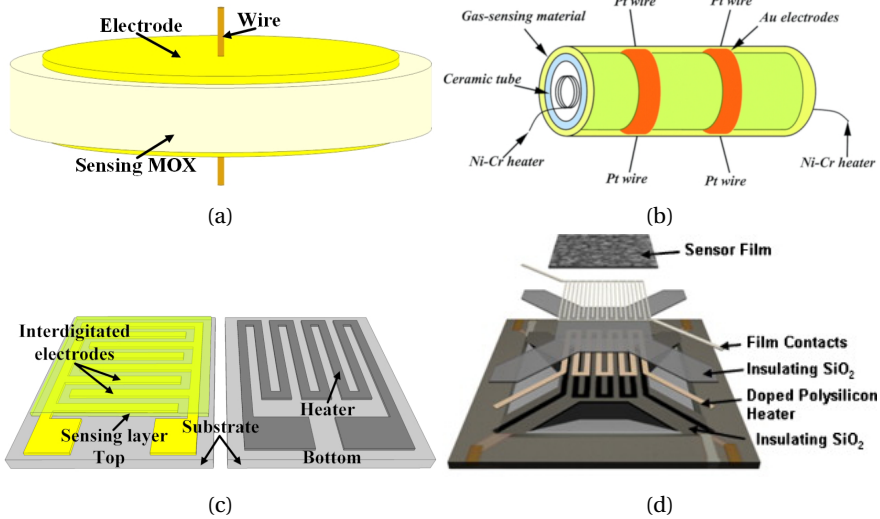 Electrode
Wire
Sensing MOX
(a)
Pt wire
Pt wire
Gas-sensing material
Au electrodes
Ceramic tube
Ni-Cr heater
Ni-Cr heater
Pt wire
Pt wire
(b)
Interdigitated
electrodes
Sensing layer
Top
Substrate
Heater
Bottom
(c)
Sensor Film
Film Contacts
Insulating SiO₂
Doped Polysilicon
Heater
Insulating SiO₂
(d)